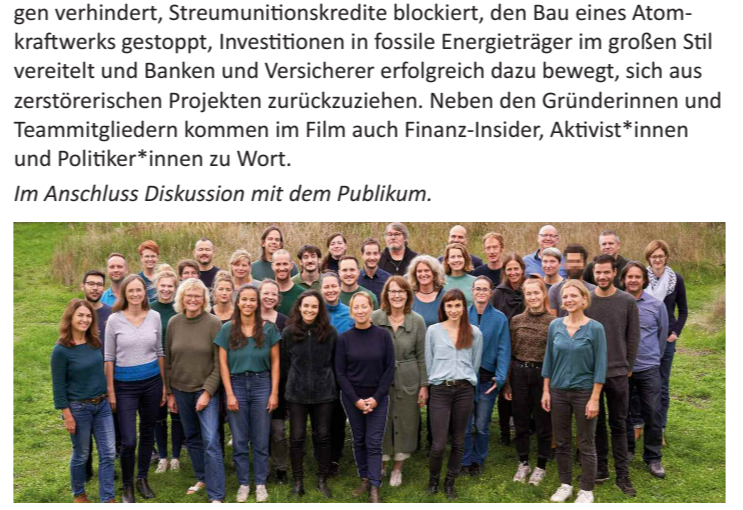 gen verhindert, Streumunitionskredite blockiert, den Bau eines Atom-
kraftwerks gestoppt, Investitionen in fossile Energieträger im großen Stil
vereitelt und Banken und Versicherer erfolgreich dazu bewegt, sich aus
zerstörerischen Projekten zurückzuziehen. Neben den Gründerinnen und
Teammitgliedern kommen im Film auch Finanz-Insider, Aktivist*innen
und Politiker*innen zu Wort.
Im Anschluss Diskussion mit dem Publikum.